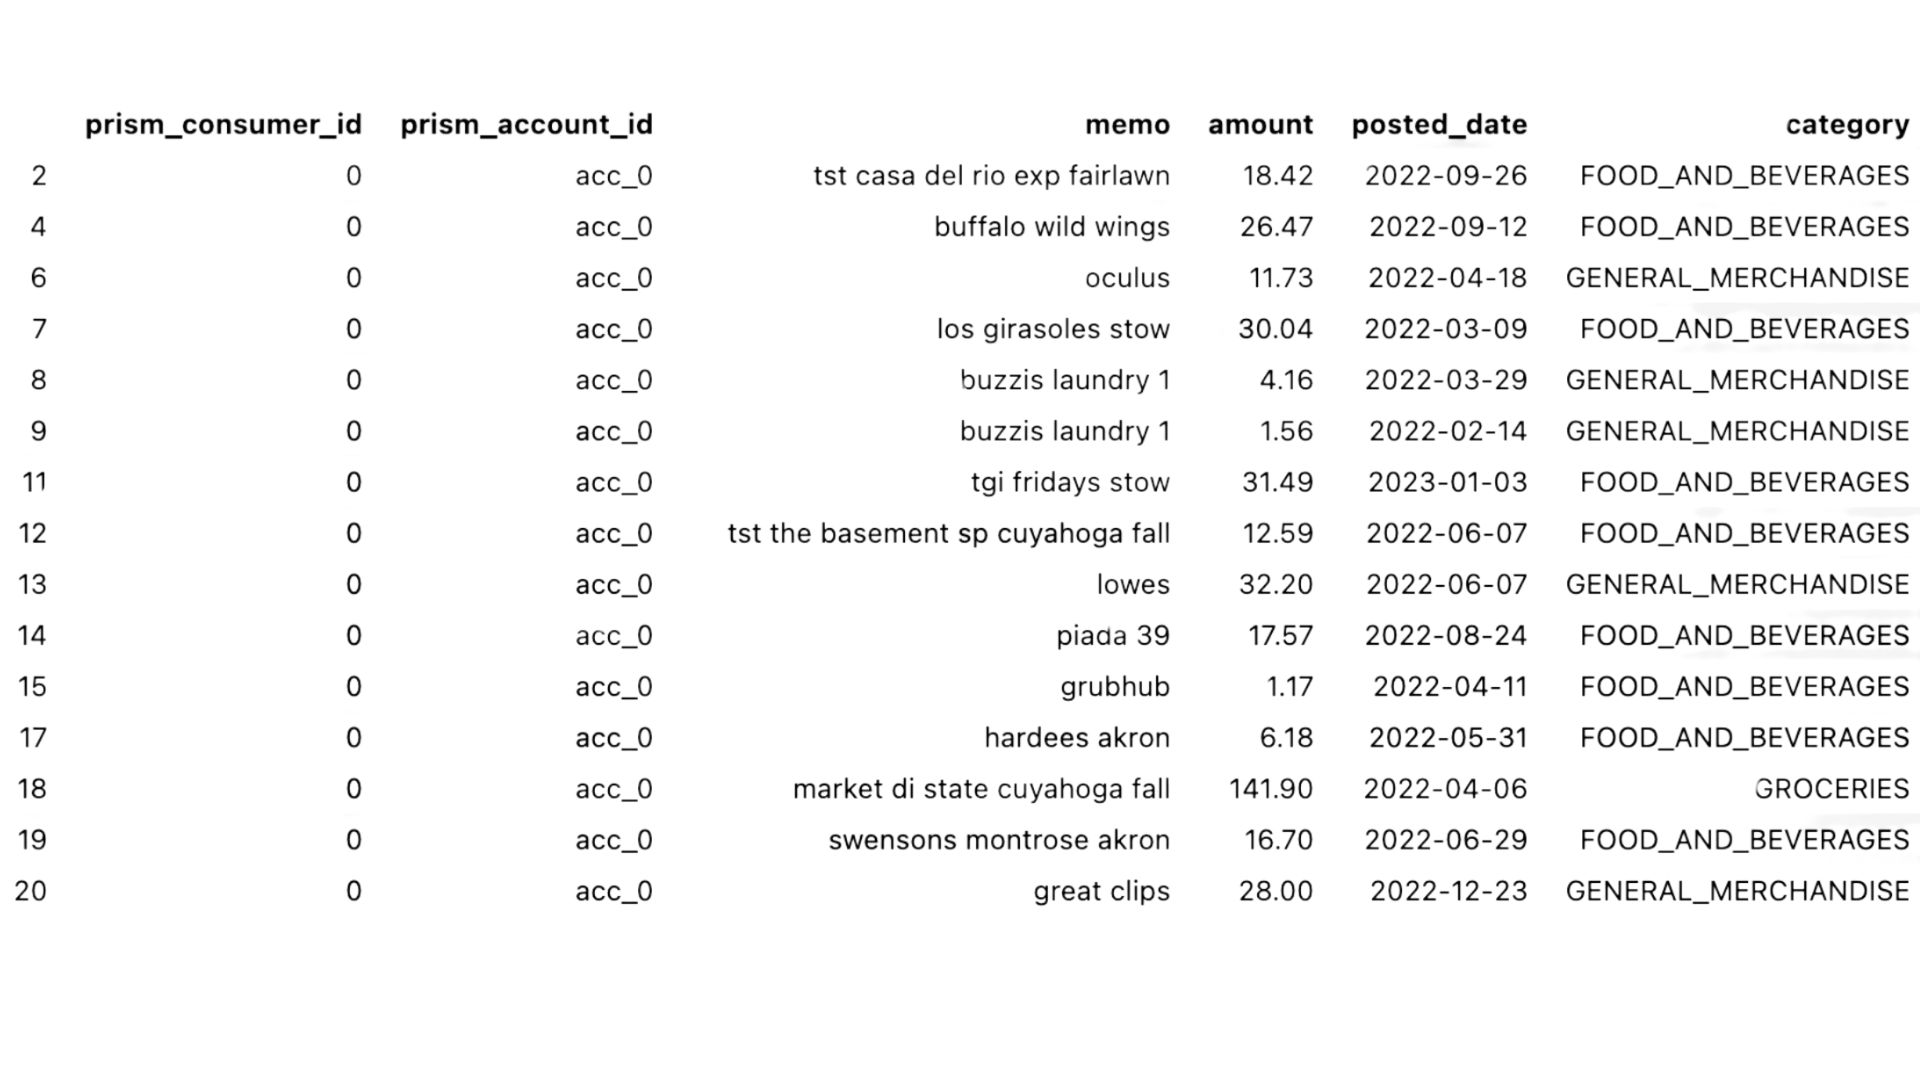 prism_consumer_id prism_account_id memo amount posted_date category
2 0 acc_0 tst casa del rio exp fairlawn 18.42 2022-09-26 FOOD_AND_BEVERAGES
4 0 acc_0 buffalo wild wings 26.47 2022-09-12 FOOD_AND_BEVERAGES
6 0 acc_0 oculus 11.73 2022-04-18 GENERAL_MERCHANDISE
7 0 acc_0 los girasoles stow 30.04 2022-03-09 FOOD_AND_BEVERAGES
8 0 acc_0 buzzis laundry 1 4.16 2022-03-29 GENERAL_MERCHANDISE
9 0 acc_0 buzzis laundry 1 1.56 2022-02-14 GENERAL_MERCHANDISE
11 0 acc_0 tgi fridays stow 31.49 2023-01-03 FOOD_AND_BEVERAGES
12 0 acc_0 tst the basement sp cuyahoga fall 12.59 2022-06-07 FOOD_AND_BEVERAGES
13 0 acc_0 lowes 32.20 2022-06-07 GENERAL_MERCHANDISE
14 0 acc_0 piada 39 17.57 2022-08-24 FOOD_AND_BEVERAGES
15 0 acc_0 grubhub 1.17 2022-04-11 FOOD_AND_BEVERAGES
17 0 acc_0 hardees akron 6.18 2022-05-31 FOOD_AND_BEVERAGES
18 0 acc_0 market di state cuyahoga fall 141.90 2022-04-06 GROCERIES
19 0 acc_0 swensons montrose akron 16.70 2022-06-29 FOOD_AND_BEVERAGES
20 0 acc_0 great clips 28.00 2022-12-23 GENERAL_MERCHANDISE